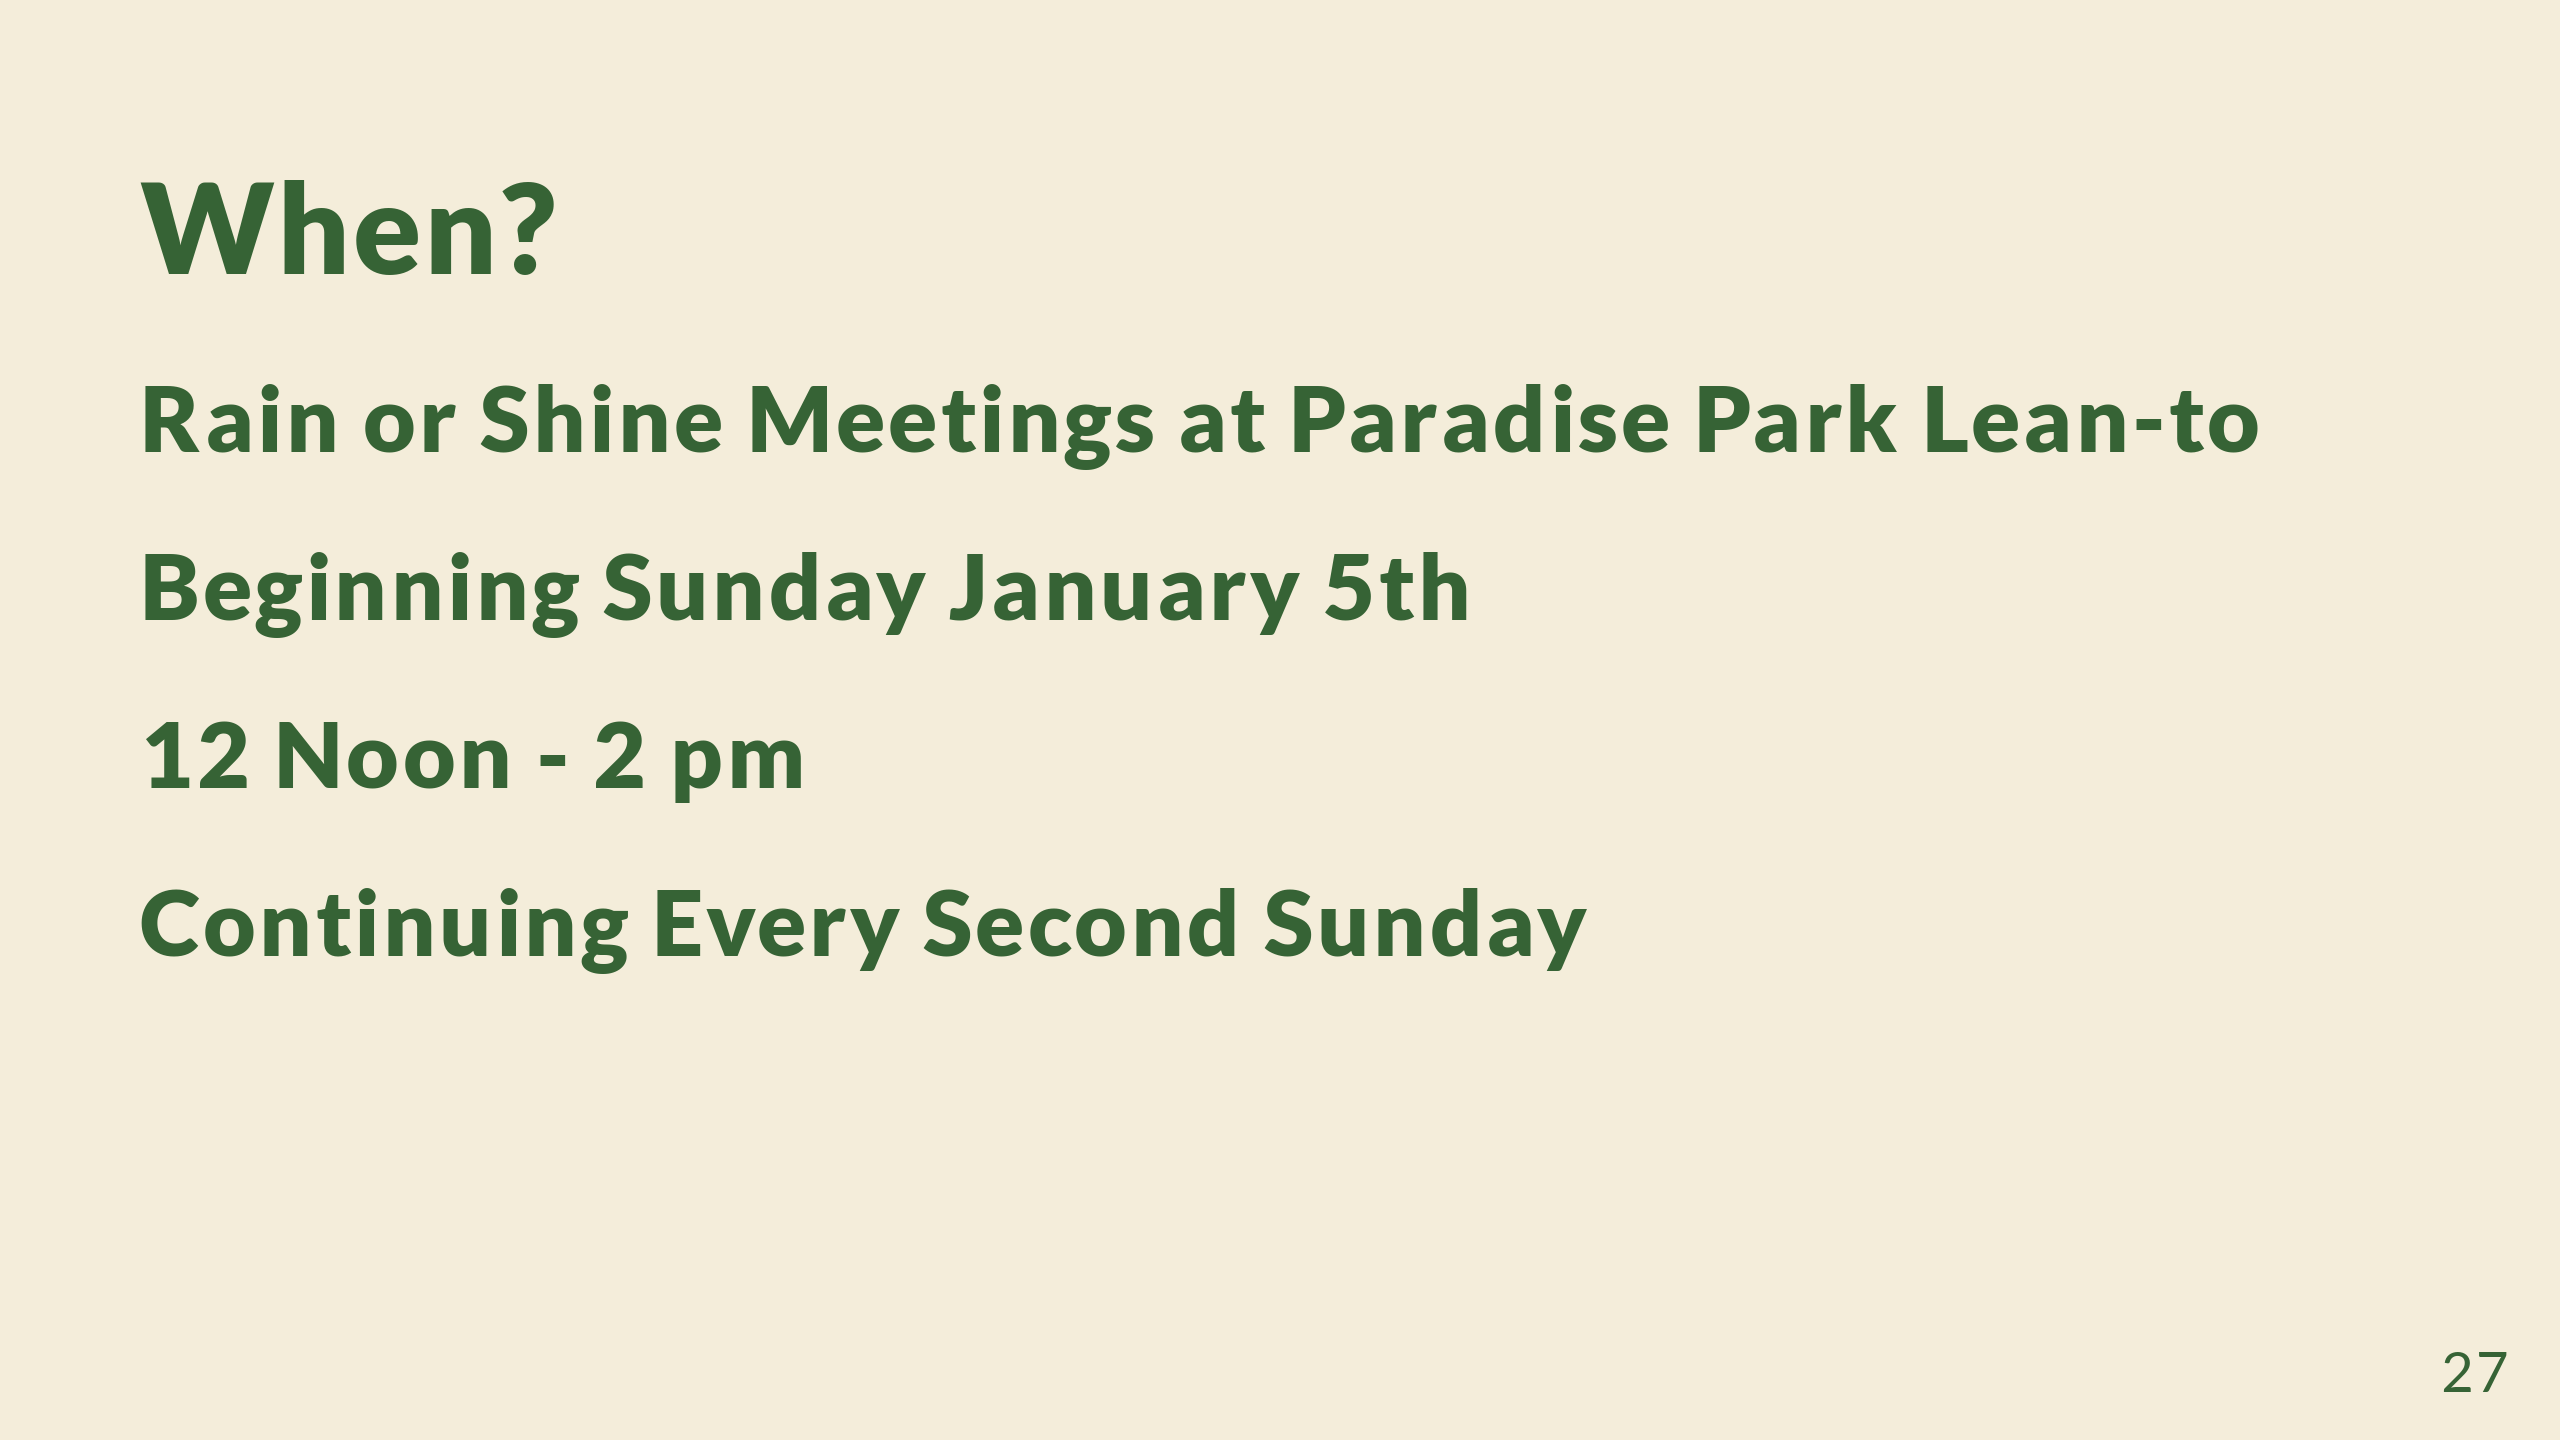 When?
Rain or Shine Meetings at Paradise Park Lean-to
Beginning Sunday January 5th
12 Noon - 2 pm
Continuing Every Second Sunday
27